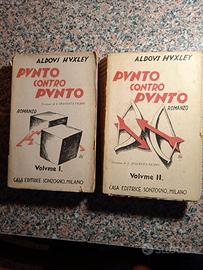 ALDOVS HVXLEY
PVNTO
CONTRO
PVNTO
ROMANZO
Volvme I.
CASA EDITRICE SONZOGNO, MILANO
ALDOVS HVXLEY
PVNTO
CONTRO
PVNTO
ROMANZO
Volvme II.
CASA EDITRICE SONZOGNO, MILANO